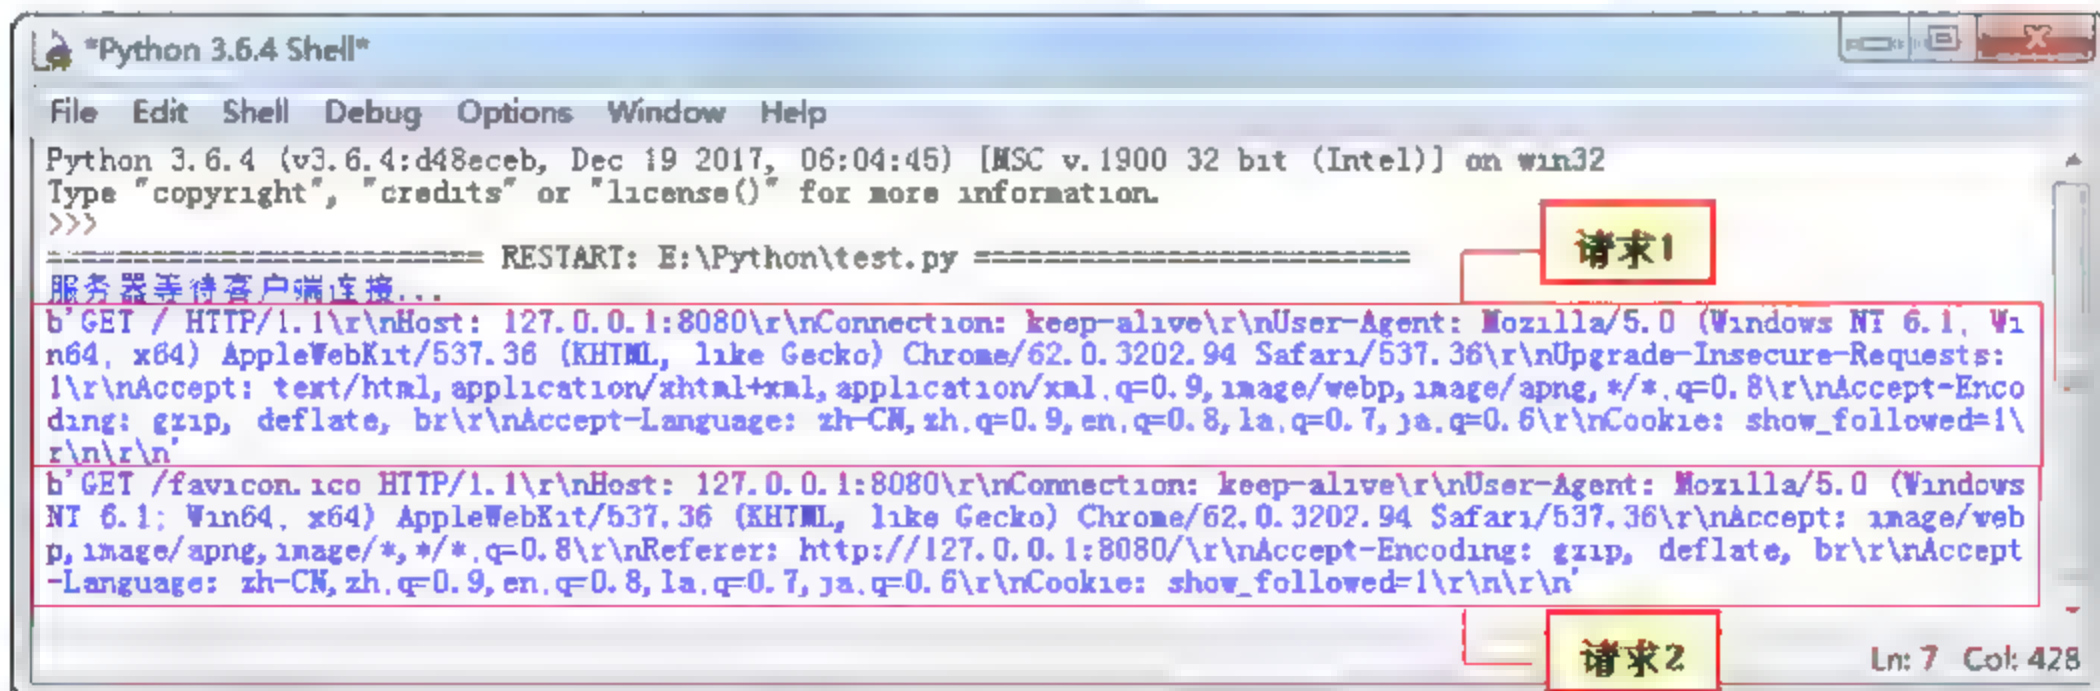 *Python 3.6.4 Shell*
File Edit Shell Debug Options Window Help
Python 3.6.4 (v3.6.4:d48eceb, Dec 19 2017, 06:04:45) [MSC v.1900 32 bit (Intel)] on win32
Type "copyright", "credits" or "license()" for more information.
>>>
======================== RESTART: E:\Python\test.py ========================
请求1
服务器等待客户端连接...
b'GET / HTTP/1.1\r\nHost: 127.0.0.1:8080\r\nConnection: keep-alive\r\nUser-Agent: Mozilla/5.0 (Windows NT 6.1; Wi
n64; x64) AppleWebKit/537.36 (KHTML, like Gecko) Chrome/62.0.3202.94 Safari/537.36\r\nUpgrade-Insecure-Requests:
1\r\nAccept: text/html,application/xhtml+xml,application/xml;q=0.9,image/webp,image/apng,*/*;q=0.8\r\nAccept-Enco
ding: gzip, deflate, br\r\nAccept-Language: zh-CN,zh;q=0.9,en;q=0.8,la;q=0.7,ja;q=0.6\r\nCookie: show_followed=1\
r\n\r\n'
b'GET /favicon.ico HTTP/1.1\r\nHost: 127.0.0.1:8080\r\nConnection: keep-alive\r\nUser-Agent: Mozilla/5.0 (Windows
NT 6.1; Win64; x64) AppleWebKit/537.36 (KHTML, like Gecko) Chrome/62.0.3202.94 Safari/537.36\r\nAccept: image/web
p,image/apng,image/*,*/*;q=0.8\r\nReferer: http://127.0.0.1:8080/\r\nAccept-Encoding: gzip, deflate, br\r\nAccept
-Language: zh-CN,zh;q=0.9,en;q=0.8,la;q=0.7,ja;q=0.6\r\nCookie: show_followed=1\r\n\r\n'
请求2
Ln: 7 Col: 428